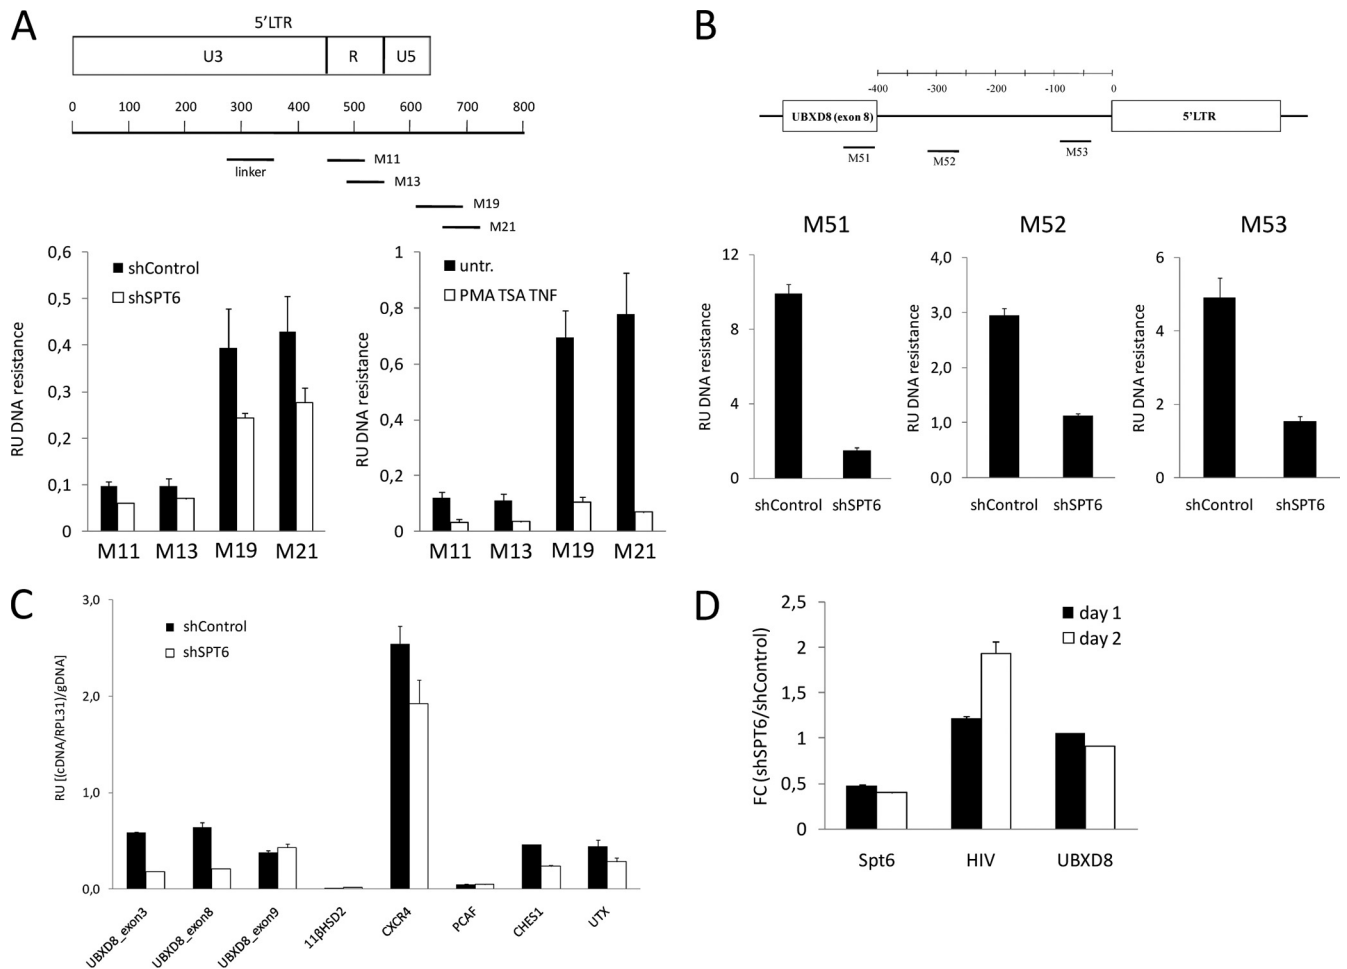 A
5'LTR
U3 R U5
0 100 200 300 400 500 600 700 800
linker
M11
M13
M19
M21
RU DNA resistance
0,6
0,5
0,4
0,3
0,2
0,1
0
shControl
shSPT6
M11 M13 M19 M21
RU DNA resistance
1
0,8
0,6
0,4
0,2
0
untr.
PMA TSA TNF
M11 M13 M19 M21
B
-400 -300 -200 -100 0
UBXD8 (exon 8) 5'LTR
M51 M52 M53
M51
RU DNA resistance
12
9
4
0
shControl shSPT6
M52
RU DNA resistance
4,0
3,0
2,0
1,0
0,0
shControl shSPT6
M53
RU DNA resistance
6
4
2
0
shControl shSPT6
C
RU [(cDNA/RPL31)/gDNA]
3,0
2,0
1,0
0,0
shControl
shSPT6
UBXD8_exon3 UBXD8_exon8 UBXD8_exon9 11βHSD2 CXCR4 PCAF CHES1 UTX
D
FC (shSPT6/shControl)
2,5
2
1,5
1
0,5
0
day 1
day 2
Spt6 HIV UBXD8